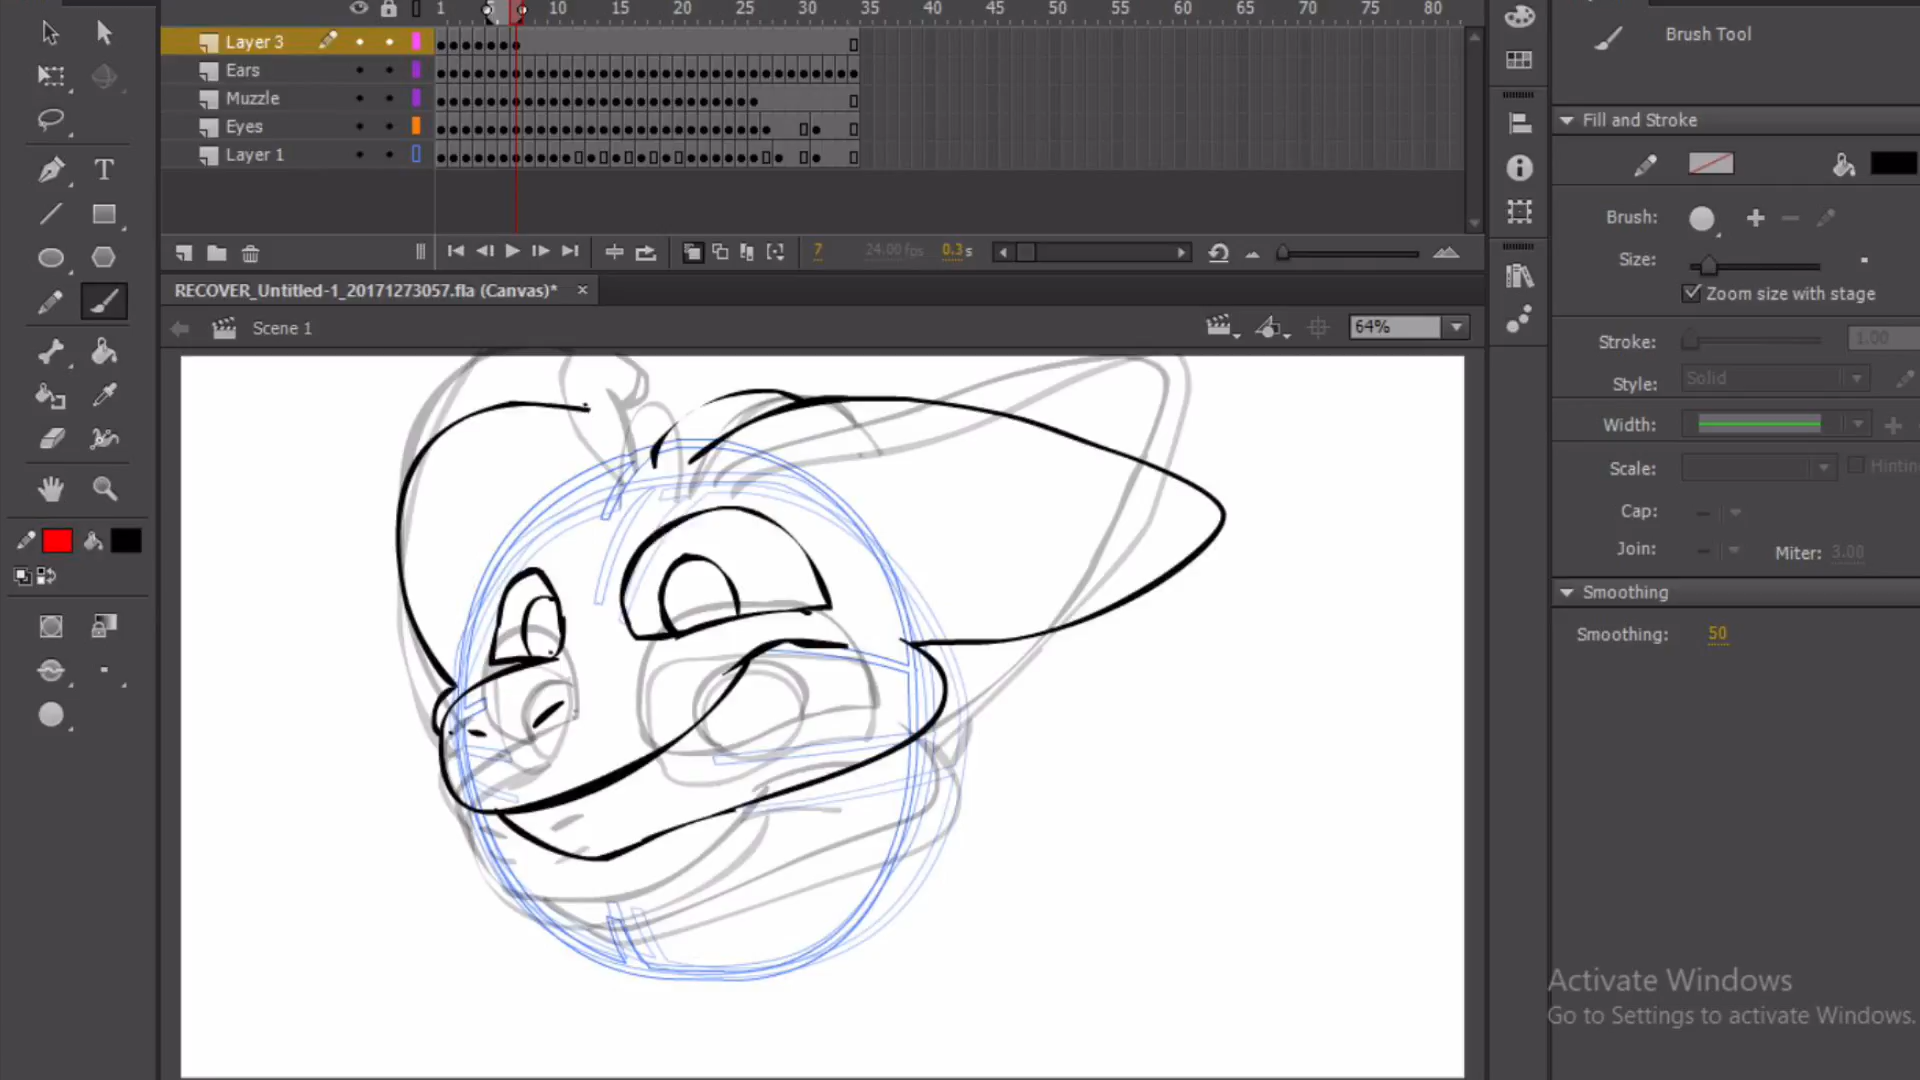 1 5 10 15 20 25 30 35 40 45 50 55 60 65 70 75 80
Layer 3
Ears
Muzzle
Eyes
Layer 1
7 24.00 fps 0.3 s
RECOVER_Untitled-1_20171273057.fla (Canvas)* ×
Scene 1
64%
T
Brush Tool
Fill and Stroke
Brush:
Size:
Zoom size with stage
Stroke: 1.00
Style: Solid
Width:
Scale: Hintin
Cap:
Join: Miter: 3.00
Smoothing
Smoothing: 50
Activate Windows
Go to Settings to activate Windows.